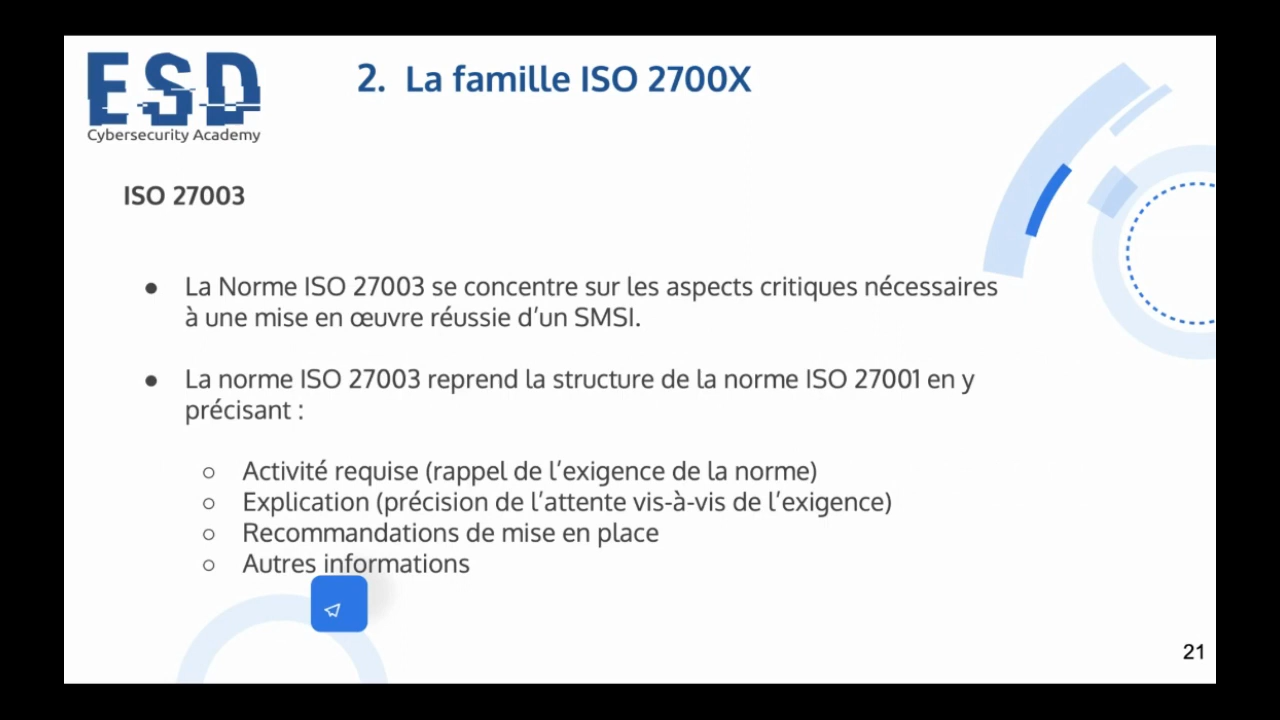 ESD
Cybersecurity Academy
2. La famille ISO 2700X
ISO 27003
● La Norme ISO 27003 se concentre sur les aspects critiques nécessaires
à une mise en œuvre réussie d’un SMSI.
● La norme ISO 27003 reprend la structure de la norme ISO 27001 en y
précisant :
○ Activité requise (rappel de l’exigence de la norme)
○ Explication (précision de l’attente vis-à-vis de l’exigence)
○ Recommandations de mise en place
○ Autres informations
21